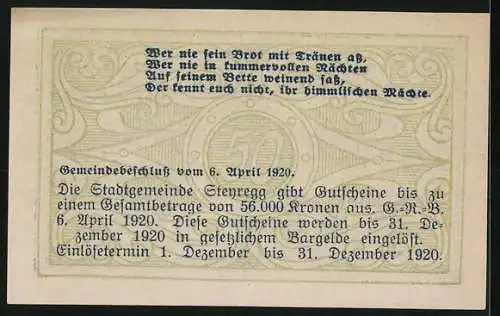 Wer nie sein Brot mit Tränen aß,
Wer nie in kummervollen Nächten
Auf seinem Bette weinend saß,
Der kennt euch nicht, ihr himmlischen Mächte.
50
Gemeindebeschluß vom 6. April 1920.
Die Stadtgemeinde Steyregg gibt Gutscheine bis zu
einem Gesamtbetrage von 56.000 Kronen aus. G.-R.-B.
6. April 1920. Diese Gutscheine werden bis 31. De-
zember 1920 in gesetzlichem Bargelde eingelöst.
Einlösetermin 1. Dezember bis 31. Dezember 1920.